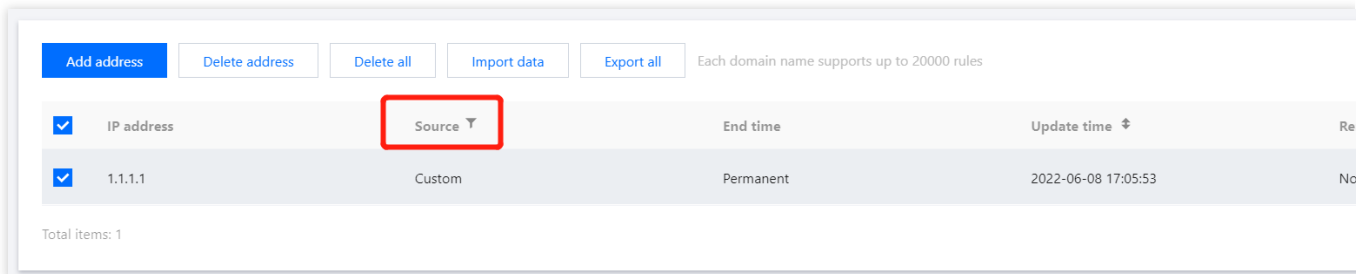 Add address Delete address Delete all Import data Export all Each domain name supports up to 20000 rules
IP address Source End time Update time Re
1.1.1.1 Custom Permanent 2022-06-08 17:05:53 No
Total items: 1